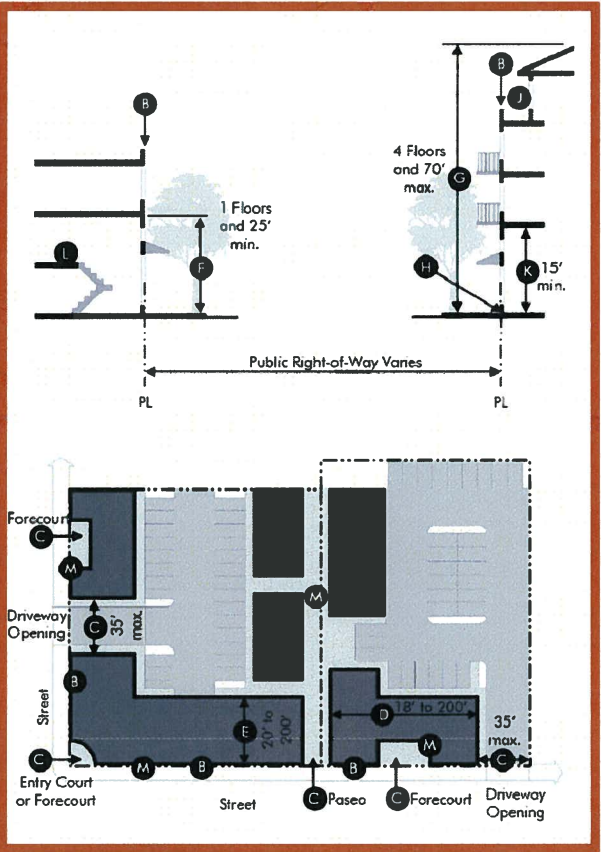 B
B
J
4 Floors
and 70'
max.
G
1 Floors
and 25'
min.
L
F
H
K
15'
min.
Public Right-of-Way Varies
PL
PL
Forecourt
C
M
Driveway
Opening
C
35'
max.
M
B
Street
E
20' to
200'
D
18' to 200'
M
35'
max.
C
Entry Court
or Forecourt
M
B
Street
C
Paseo
B
C
Forecourt
C
Driveway
Opening